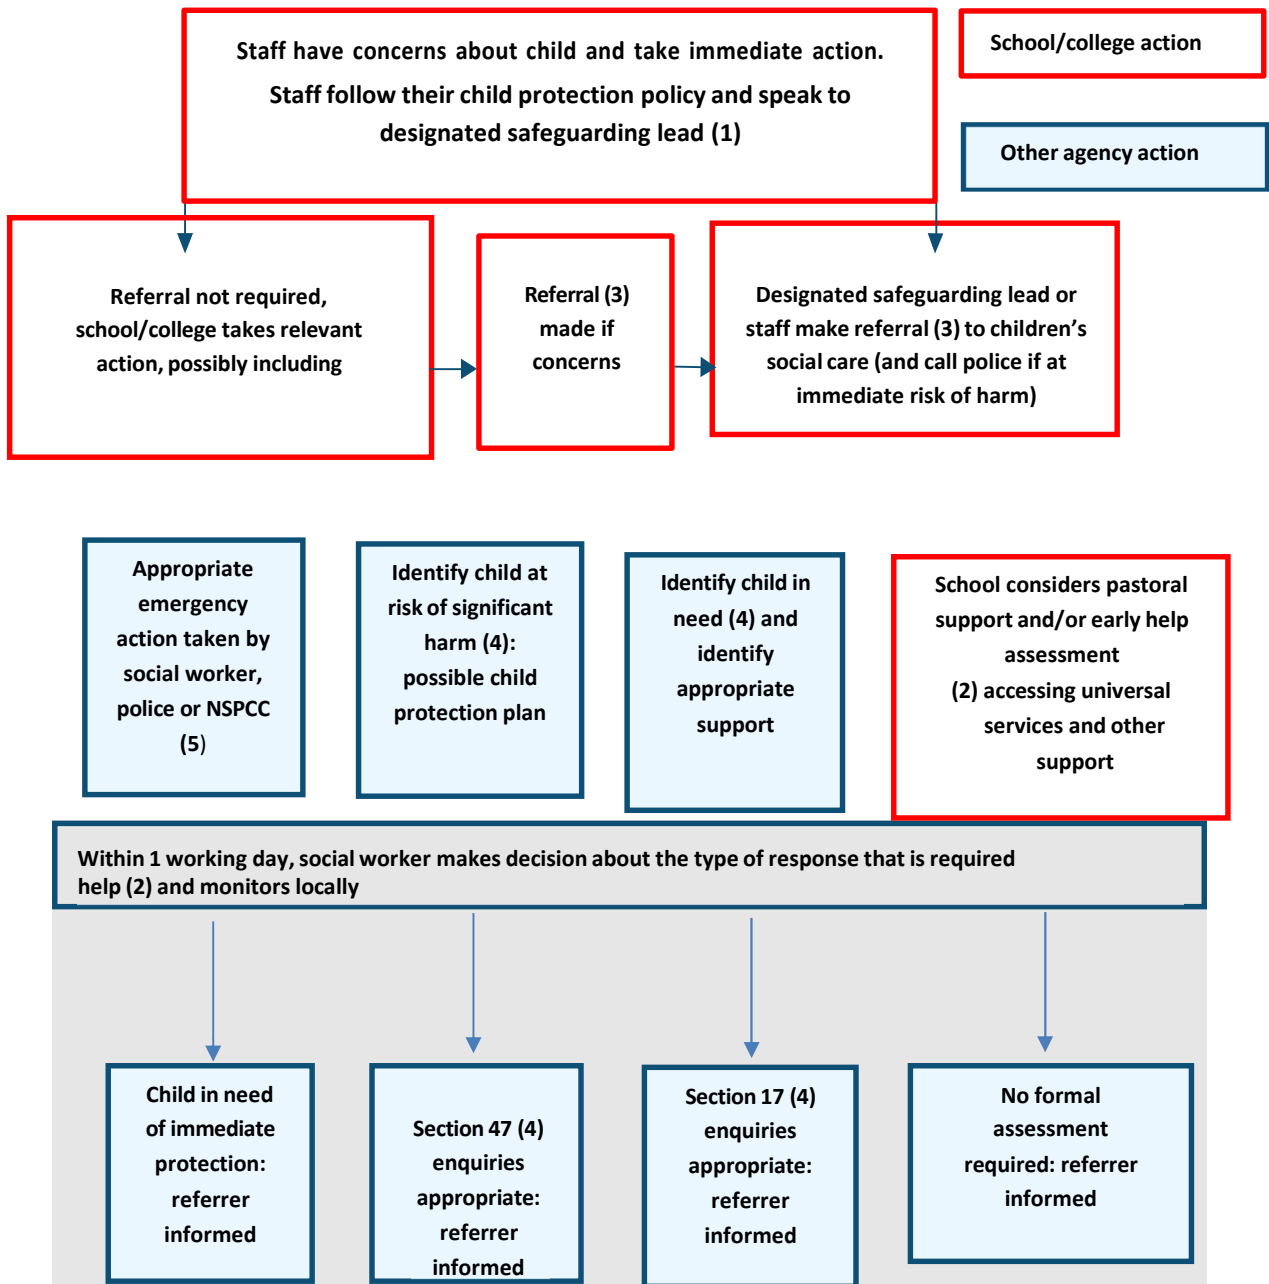 Staff have concerns about child and take immediate action.
Staff follow their child protection policy and speak to
designated safeguarding lead (1)
School/college action
Other agency action
Referral not required,
school/college takes relevant
action, possibly including
Referral (3)
made if
concerns
Designated safeguarding lead or
staff make referral (3) to children’s
social care (and call police if at
immediate risk of harm)
Appropriate
emergency
action taken by
social worker,
police or NSPCC
(5)
Identify child at
risk of significant
harm (4):
possible child
protection plan
Identify child in
need (4) and
identify
appropriate
support
School considers pastoral
support and/or early help
assessment
(2) accessing universal
services and other
support
Within 1 working day, social worker makes decision about the type of response that is required
help (2) and monitors locally
Child in need
of immediate
protection:
referrer
informed
Section 47 (4)
enquiries
appropriate:
referrer
informed
Section 17 (4)
enquiries
appropriate:
referrer
informed
No formal
assessment
required: referrer
informed